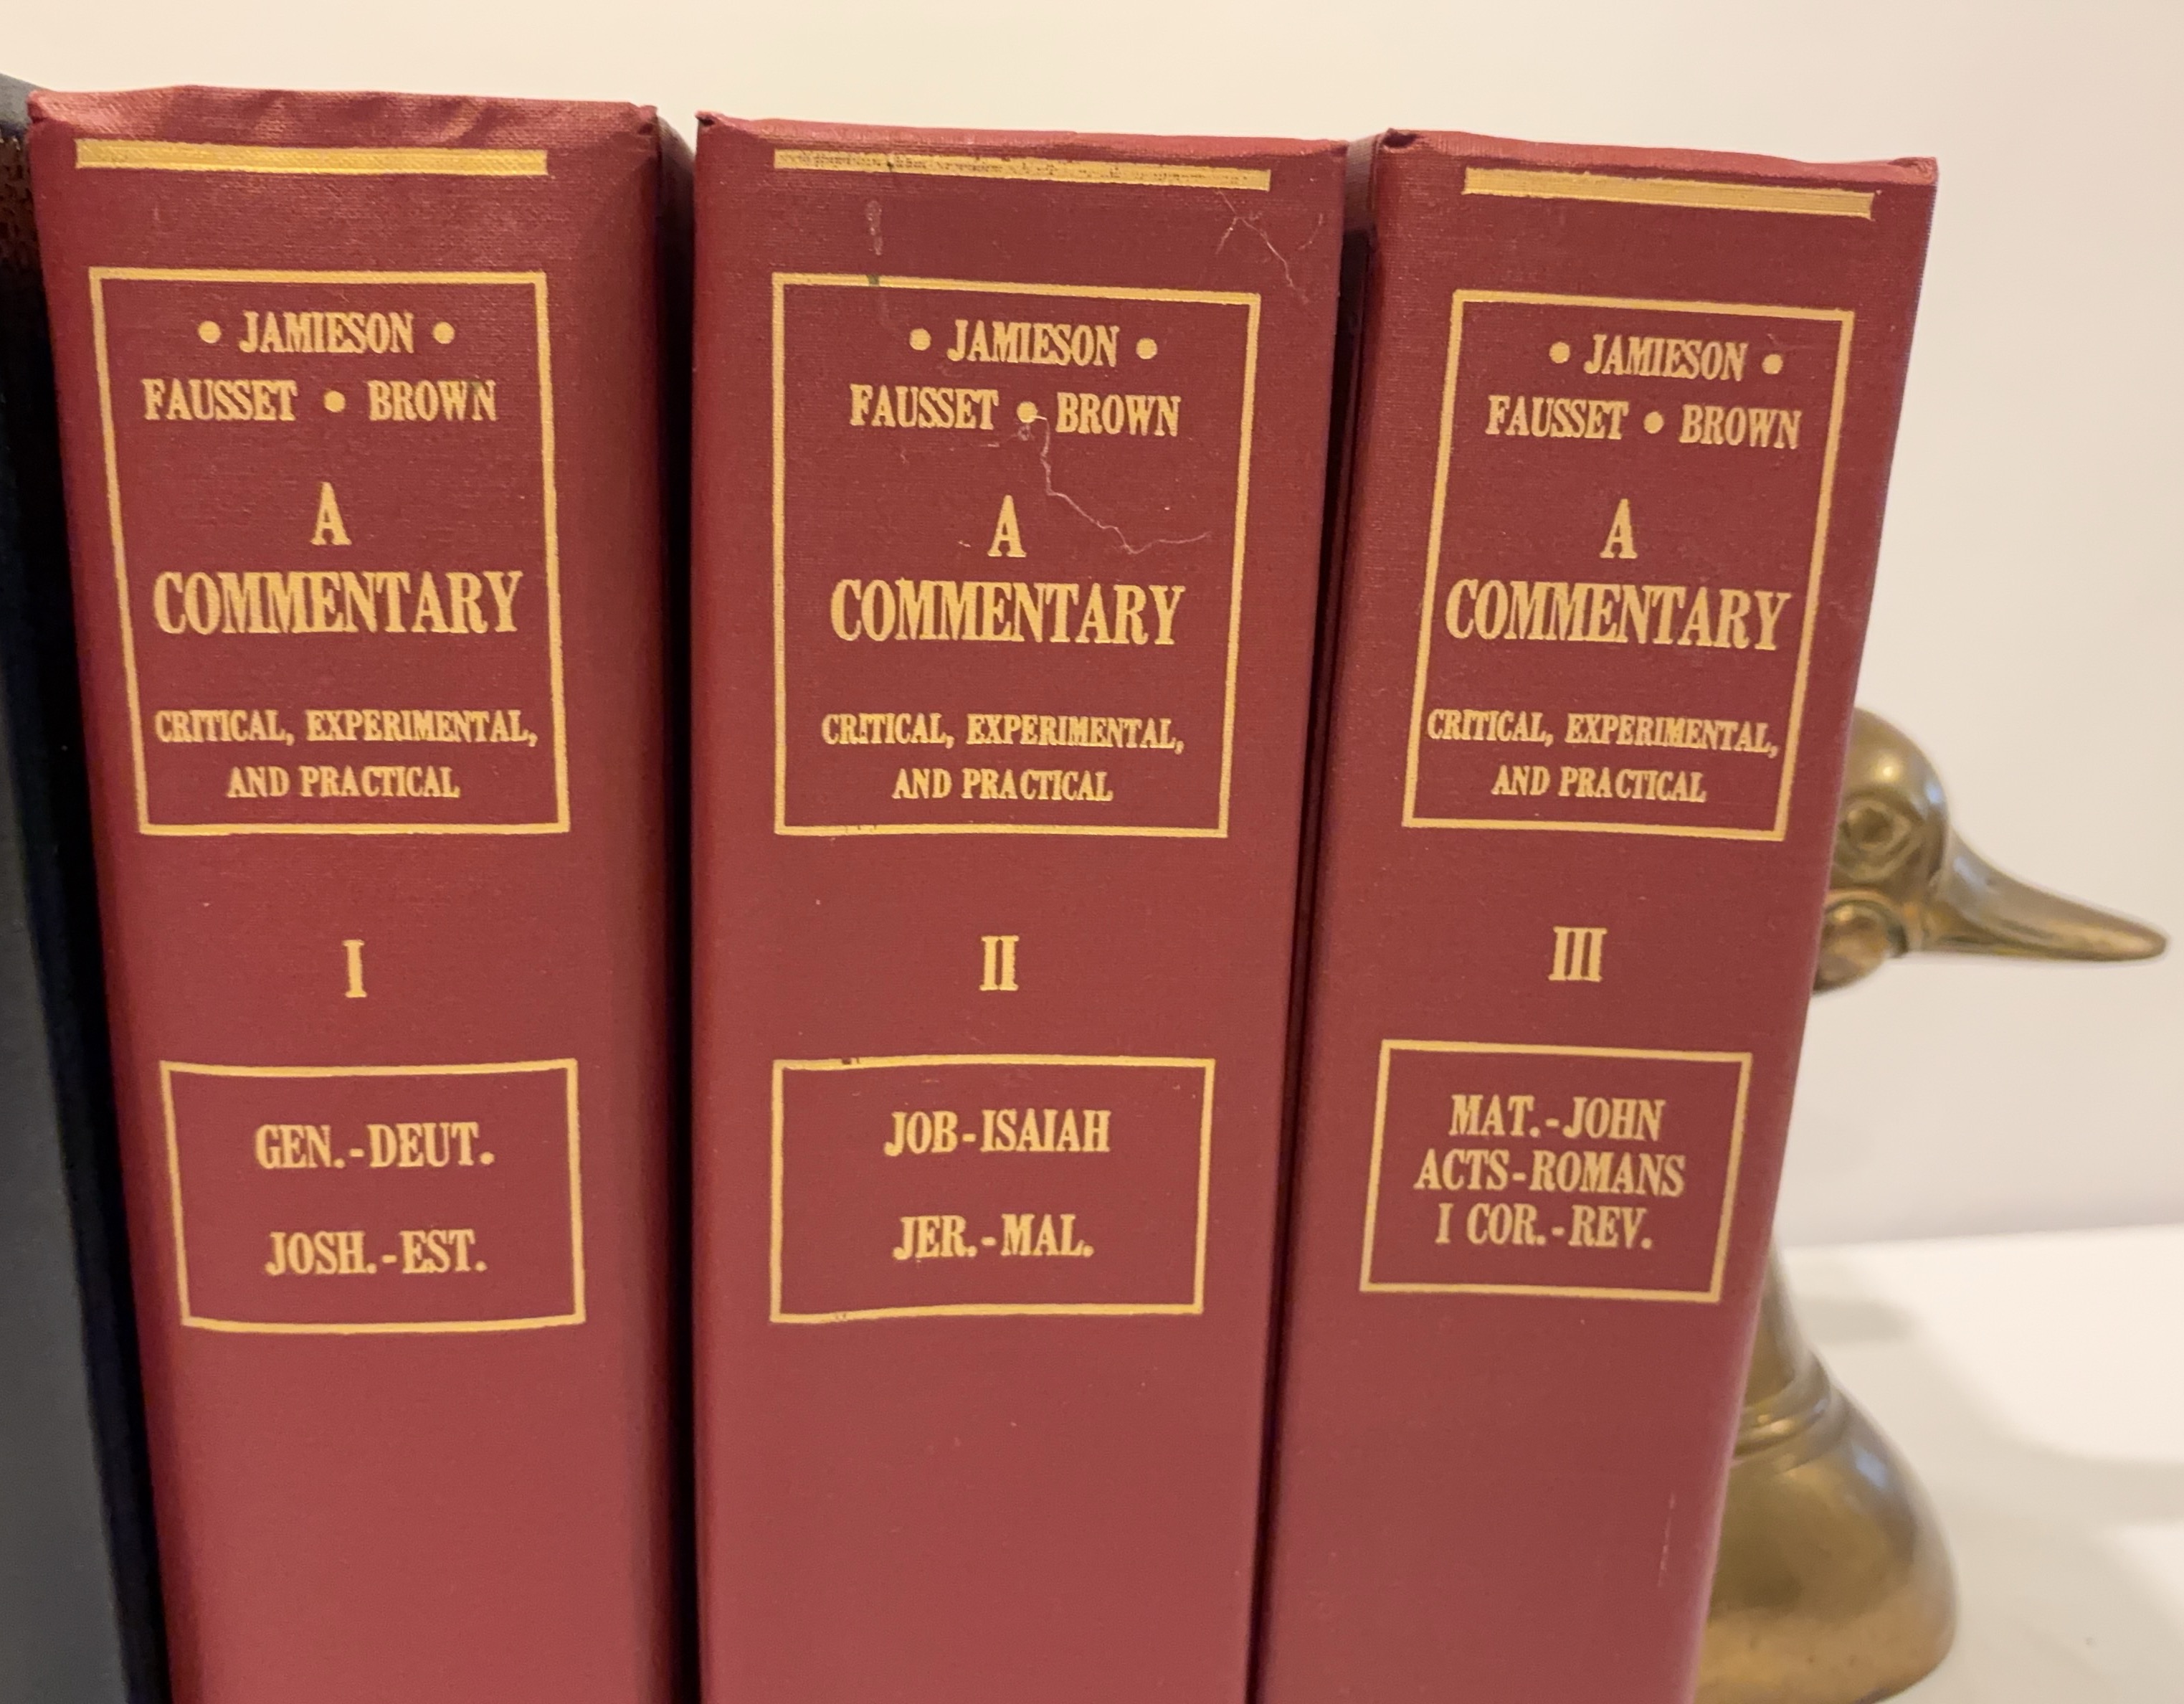 • JAMIESON •
FAUSSET • BROWN
A
COMMENTARY
CRITICAL, EXPERIMENTAL,
AND PRACTICAL
I
GEN.-DEUT.
JOSH.-EST.
• JAMIESON •
FAUSSET • BROWN
A
COMMENTARY
CRITICAL, EXPERIMENTAL,
AND PRACTICAL
II
JOB-ISAIAH
JER.-MAL.
• JAMIESON •
FAUSSET • BROWN
A
COMMENTARY
CRITICAL, EXPERIMENTAL,
AND PRACTICAL
III
MAT.-JOHN
ACTS-ROMANS
I COR.-REV.